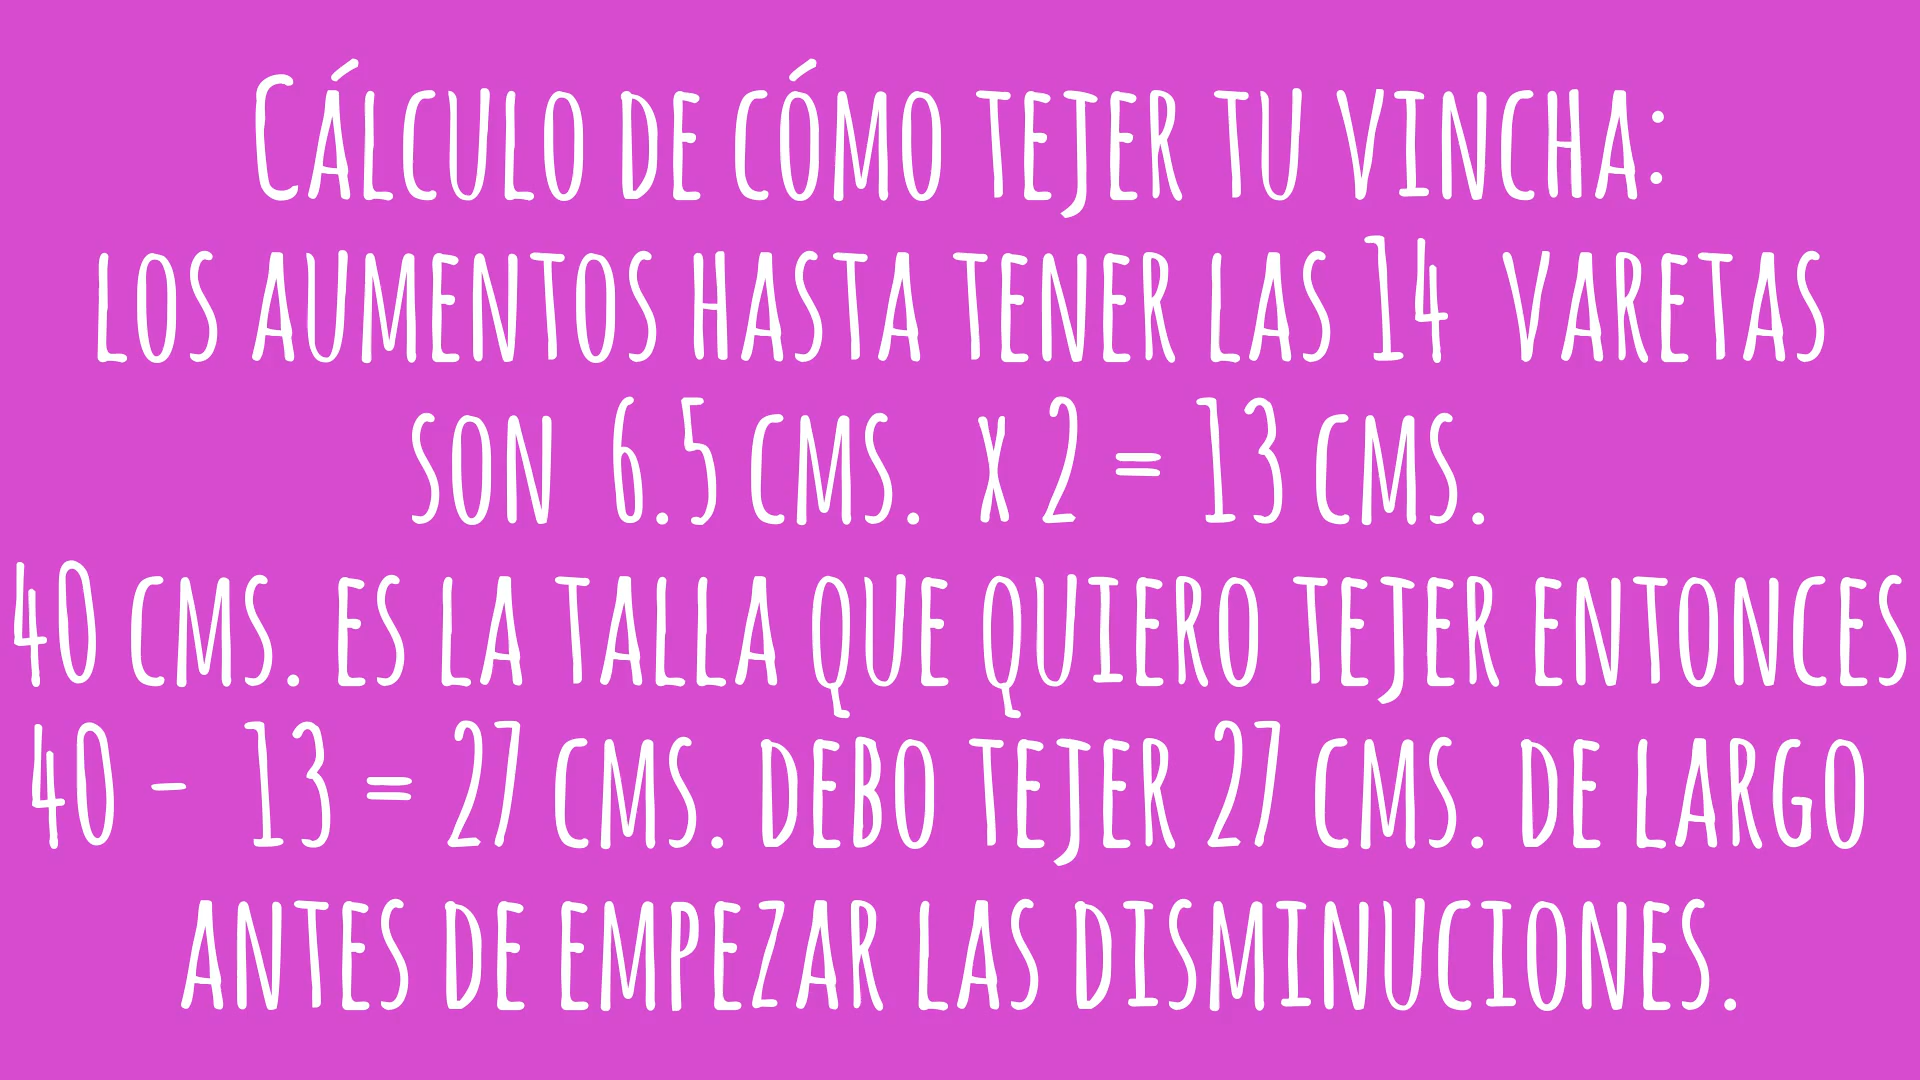 Cálculo de cómo tejer tu vincha:
los aumentos hasta tener las 14 varetas
son 6.5 cms. x 2 = 13 cms.
40 cms. es la talla que quiero tejer entonces
40 - 13 = 27 cms. debo tejer 27 cms. de largo
antes de empezar las disminuciones.